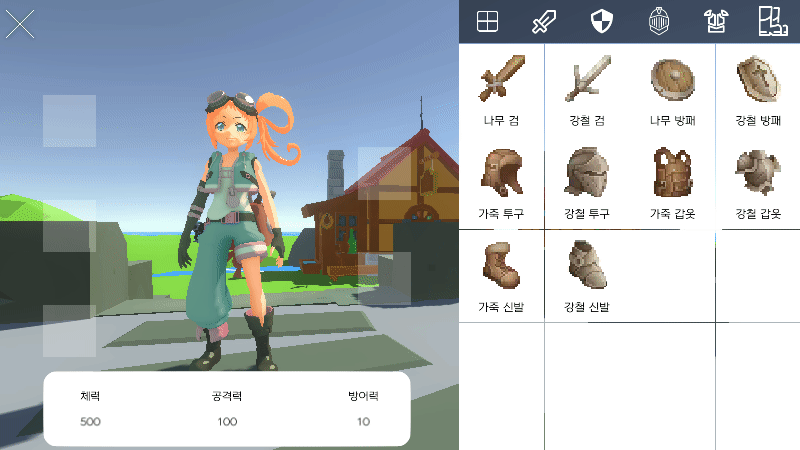 나무 검
강철 검
나무 방패
강철 방패
가죽 투구
강철 투구
가죽 갑옷
강철 갑옷
가죽 신발
강철 신발
체력
공격력
방어력
500
100
10